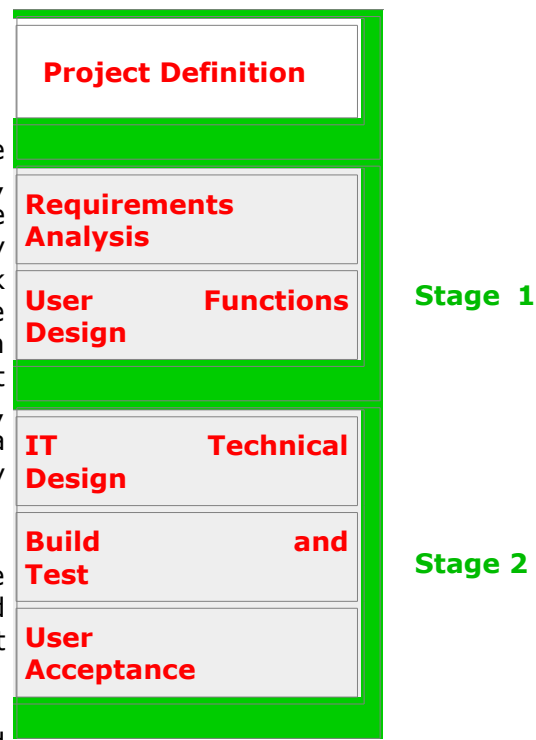 Project Definition
Requirements
Analysis
User Functions
Design
Stage 1
IT Technical
Design
Build and
Test
Stage 2
User
Acceptance